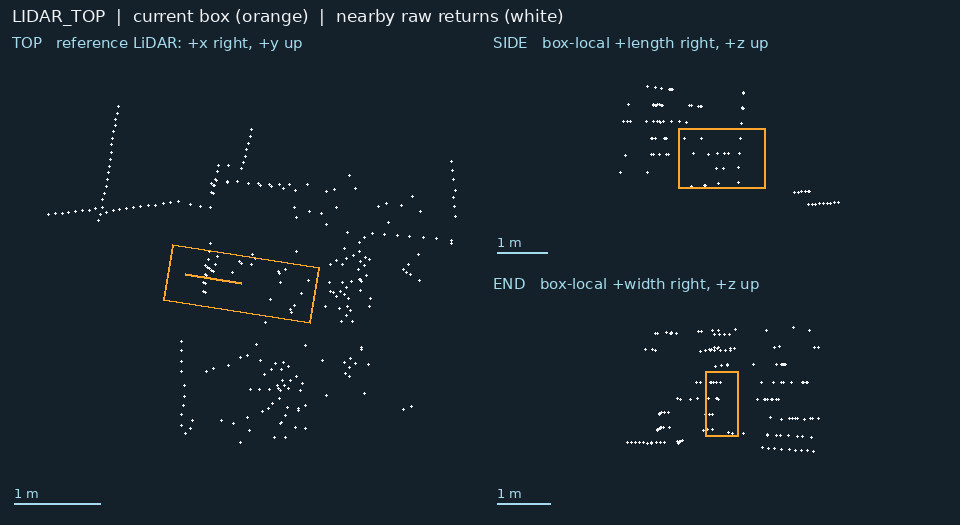 LIDAR_TOP | current box (orange) | nearby raw returns (white)
TOP reference LiDAR: +x right, +y up
SIDE box-local +length right, +z up
1 m
END box-local +width right, +z up
1 m
1 m